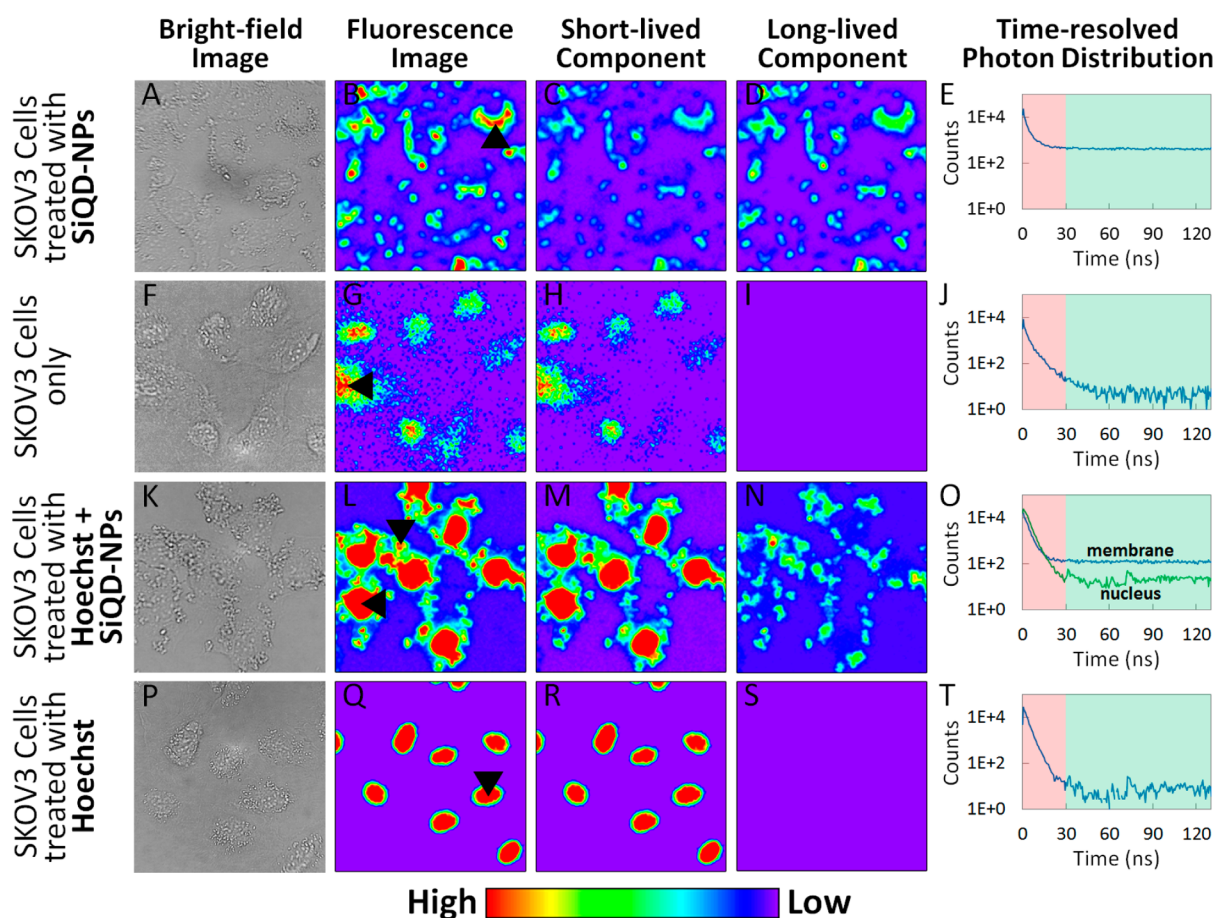 Bright-field Image
Fluorescence Image
Short-lived Component
Long-lived Component
Time-resolved Photon Distribution
SKOV3 Cells treated with SiQD-NPs
A
B
C
D
E
Counts
1E+4
1E+2
1E+0
0 30 60 90 120
Time (ns)
SKOV3 Cells only
F
G
H
I
J
Counts
1E+4
1E+2
1E+0
0 30 60 90 120
Time (ns)
SKOV3 Cells treated with Hoechst + SiQD-NPs
K
L
M
N
O
Counts
1E+4
1E+2
1E+0
membrane
nucleus
0 30 60 90 120
Time (ns)
SKOV3 Cells treated with Hoechst
P
Q
R
S
T
Counts
1E+4
1E+2
1E+0
0 30 60 90 120
Time (ns)
High Low